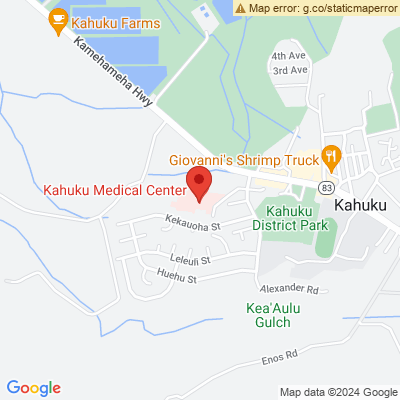 Map error: g.co/staticmaperror
Kahuku Farms
Kamehameha Hwy
4th Ave
3rd Ave
Giovanni's Shrimp Truck
83
Kahuku Medical Center
Kahuku
Kahuku
District Park
Kekauoha St
Leleuli St
Huehu St
Alexander Rd
Kea'Aulu
Gulch
Enos Rd
Google
Map data ©2024 Google